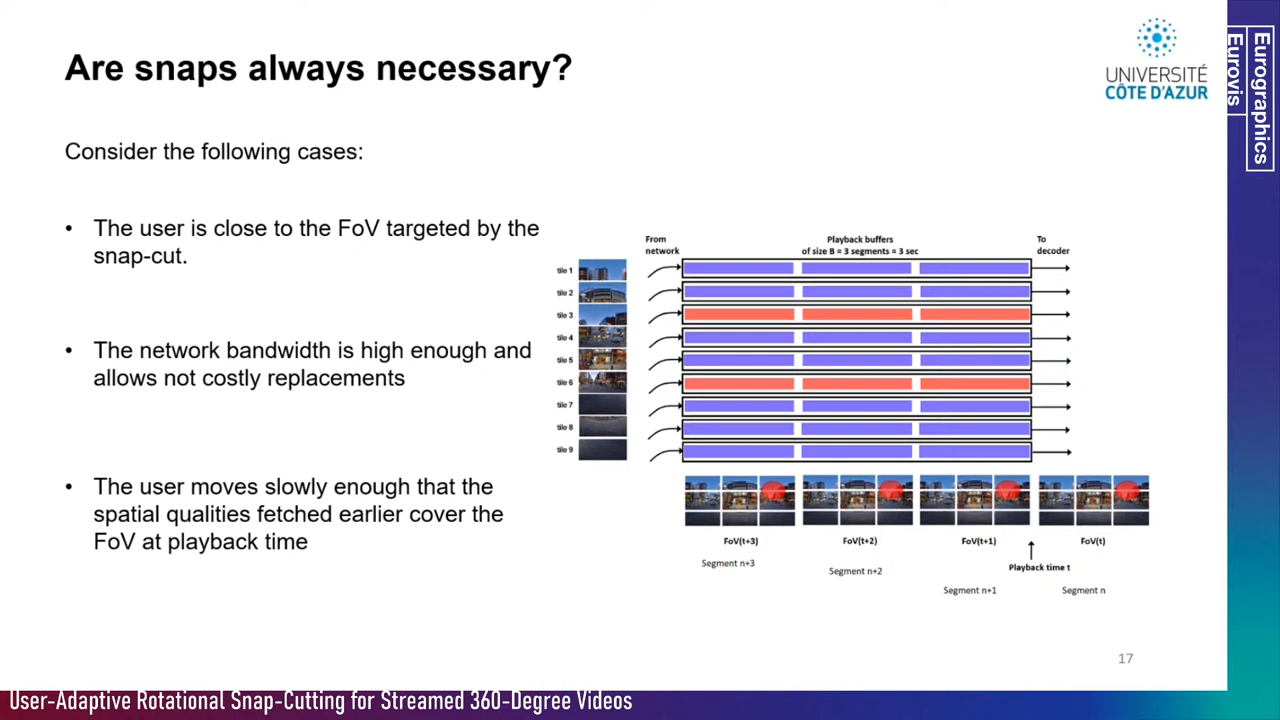 Are snaps always necessary?
UNIVERSITÉ
CÔTE D'AZUR
Eurographics
Eurovis
Consider the following cases:
• The user is close to the FoV targeted by the
snap-cut.
• The network bandwidth is high enough and
allows not costly replacements
• The user moves slowly enough that the
spatial qualities fetched earlier cover the
FoV at playback time
From
network
Playback buffers
of size B = 3 segments = 3 sec
To
decoder
tile 1
tile 2
tile 3
tile 4
tile 5
tile 6
tile 7
tile 8
tile 9
FoV(t+3)
FoV(t+2)
FoV(t+1)
FoV(t)
Playback time t
Segment n+3
Segment n+2
Segment n+1
Segment n
17
User-Adaptive Rotational Snap-Cutting for Streamed 360-Degree Videos